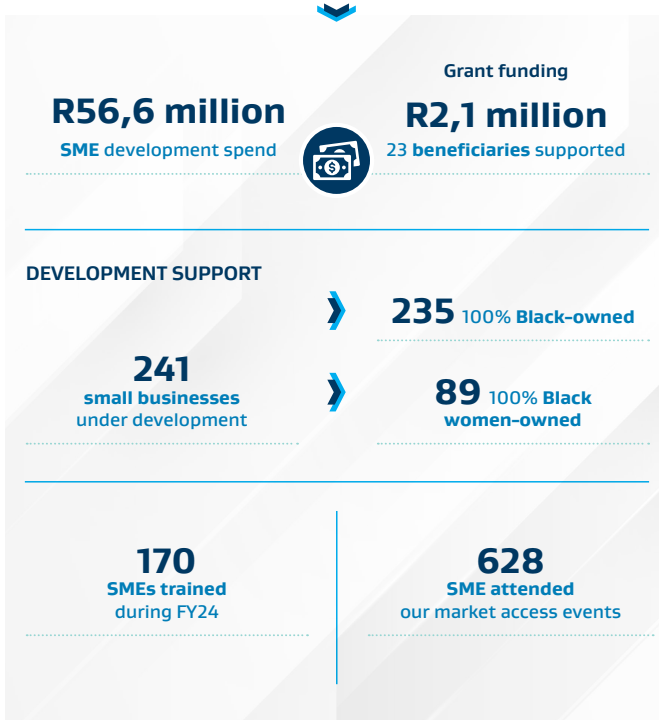 R56,6 million
SME development spend
Grant funding
R2,1 million
23 beneficiaries supported
DEVELOPMENT SUPPORT
241
small businesses
under development
235 100% Black-owned
89 100% Black
women-owned
170
SMEs trained
during FY24
628
SME attended
our market access events